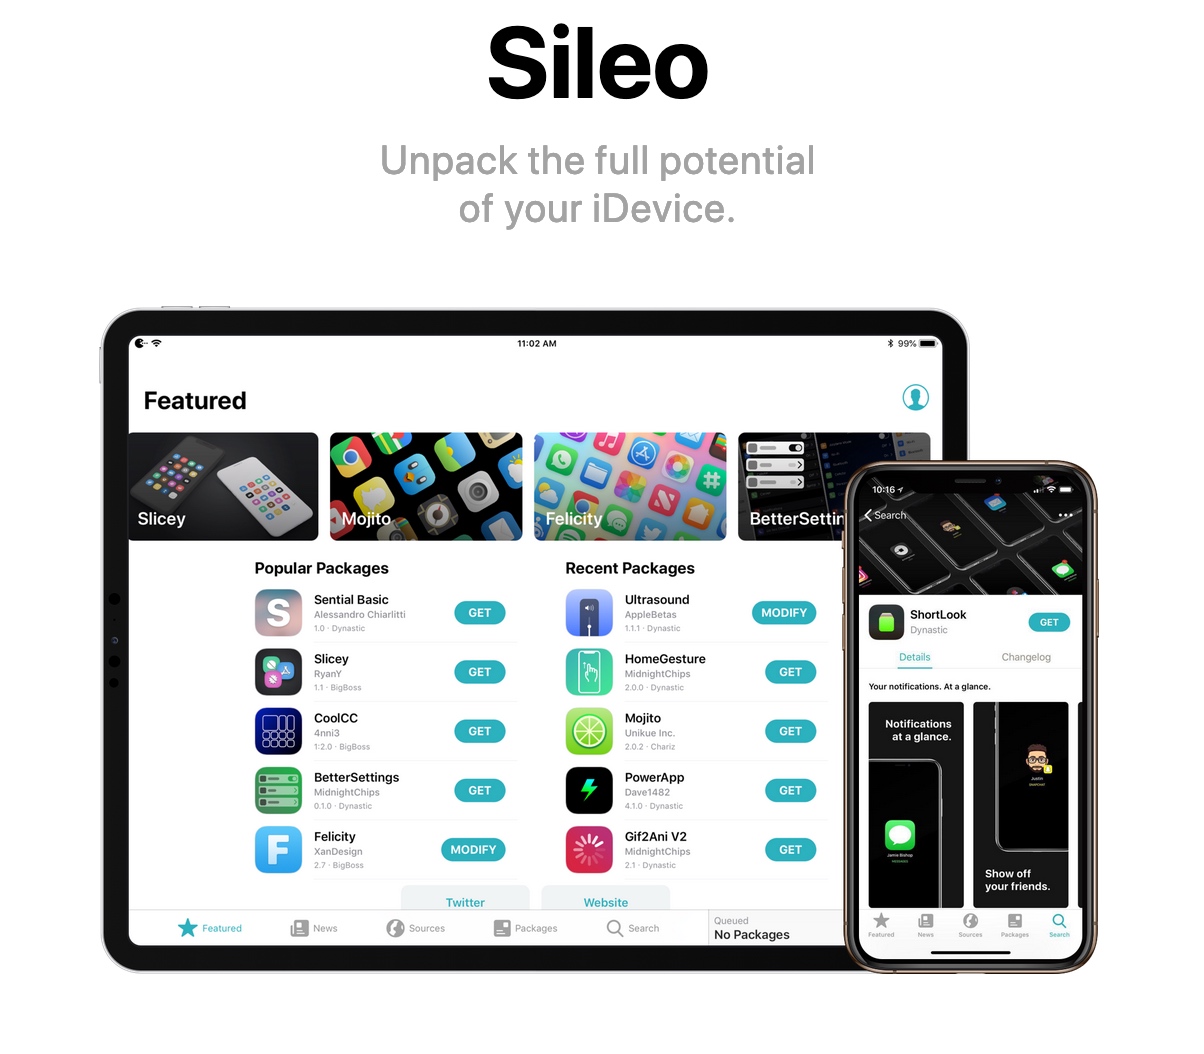 Sileo
Unpack the full potential
of your iDevice.
11:02 AM
99%
Featured
Slicey
Mojito
Felicity
BetterSettin
Popular Packages
Sential Basic
Alessandro Chiarlitti
1.0 · Dynastic
GET
Slicey
RyanY
1.1 · BigBoss
GET
CoolCC
4nni3
1:2.0 · BigBoss
GET
BetterSettings
MidnightChips
0.1.0 · Dynastic
GET
Felicity
XanDesign
2.7 · BigBoss
MODIFY
Recent Packages
Ultrasound
AppleBetas
1.1.1 · Dynastic
MODIFY
HomeGesture
MidnightChips
2.0.0 · Dynastic
GET
Mojito
Unikue Inc.
2.0.2 · Chariz
GET
PowerApp
Dave1482
4.1.0 · Dynastic
GET
Gif2Ani V2
MidnightChips
2.1 · Dynastic
GET
Twitter
Website
Featured
News
Sources
Packages
Search
Queued
No Packages
10:16
Search
ShortLook
Dynastic
GET
Details
Changelog
Your notifications. At a glance.
Notifications
at a glance.
Jamie Bishop
Justin
SNAPCHAT
Show off
your friends.
Featured
News
Sources
Packages
Search